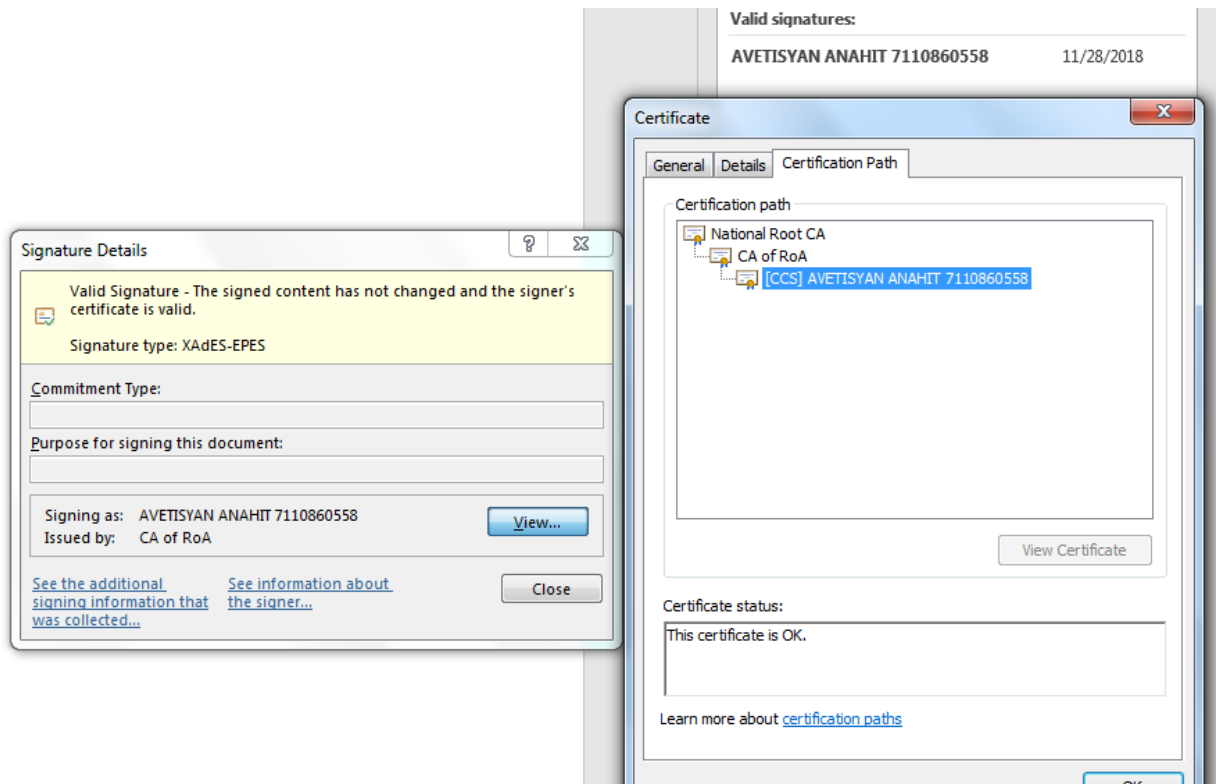 Valid signatures:
AVETISYAN ANAHIT 7110860558 11/28/2018
Signature Details
Valid Signature - The signed content has not changed and the signer's
certificate is valid.
Signature type: XAdES-EPES
Commitment Type:
Purpose for signing this document:
Signing as: AVETISYAN ANAHIT 7110860558
View...
Issued by: CA of RoA
See the additional
signing information that
was collected...
See information about
the signer...
Close
Certificate
General Details Certification Path
Certification path
National Root CA
CA of RoA
[CCS] AVETISYAN ANAHIT 7110860558
View Certificate
Certificate status:
This certificate is OK.
Learn more about certification paths
OK